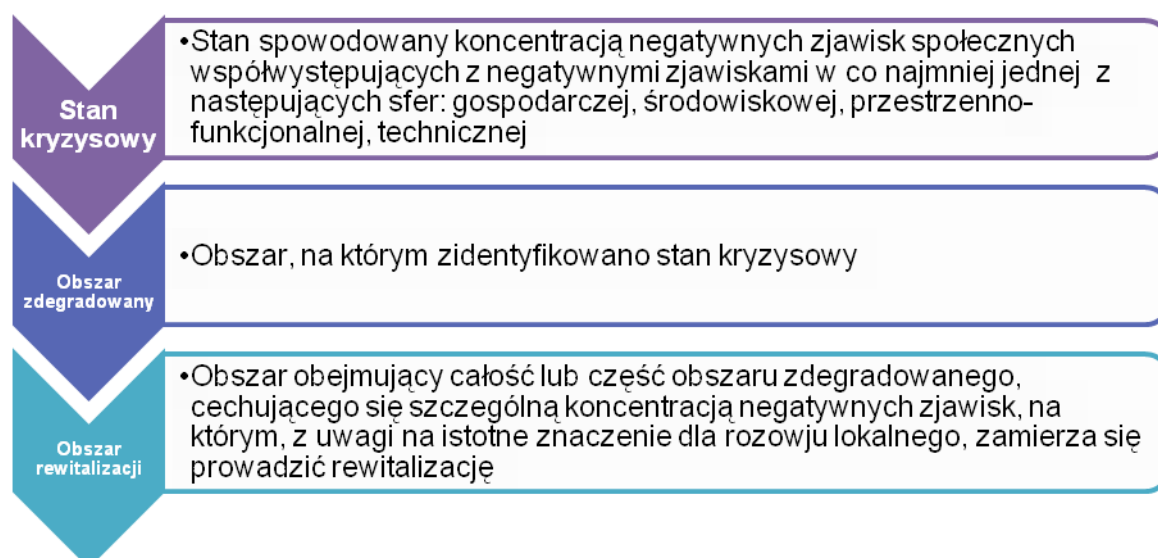 Stan
kryzysowy
•Stan spowodowany koncentracją negatywnych zjawisk społecznych
współwystępujących z negatywnymi zjawiskami w co najmniej jednej z
następujących sfer: gospodarczej, środowiskowej, przestrzenno-
funkcjonalnej, technicznej
Obszar
zdegradowany
•Obszar, na którym zidentyfikowano stan kryzysowy
Obszar
rewitalizacji
•Obszar obejmujący całość lub część obszaru zdegradowanego,
cechującego się szczególną koncentracją negatywnych zjawisk, na
którym, z uwagi na istotne znaczenie dla rozowju lokalnego, zamierza się
prowadzić rewitalizację